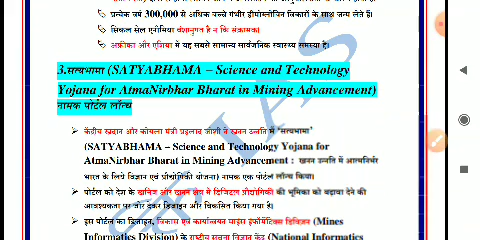 प्रत्येक वर्ष 300,000 से अधिक बच्चे गंभीर हीमोग्लोबिन विकारों के साथ जन्म लेते हैं।
सिकल सेल एनीमिया वंशानुगत है न कि संक्रामक।
अफ्रीका और एशिया में यह सबसे सामान्य सार्वजनिक स्वास्थ्य समस्या है।
3.सत्यभामा (SATYABHAMA – Science and Technology
Yojana for AtmaNirbhar Bharat in Mining Advancement)
नामक पोर्टल लॉन्च
केंद्रीय खदान और कोयला मंत्री प्रहलाद जोशी ने खनन उन्नति में "सत्यभामा"
(SATYABHAMA – Science and Technology Yojana for
AtmaNirbhar Bharat in Mining Advancement : खनन उन्नति में आत्मनिर्भर
भारत के लिये विज्ञान एवं प्रौद्योगिकी योजना) नामक एक पोर्टल लॉन्च किया।
पोर्टल को देश के खनिज और खनन क्षेत्र में डिजिटल प्रौद्योगिकी की भूमिका को बढ़ावा देने की
आवश्यकता पर जोर देकर डिजाइन और विकसित किया गया है।
इस पोर्टल का डिजाइन, विकास एवं कार्यान्वयन माइंस इंफॉर्मेटिक्स डिविजन (Mines
Informatics Division) के राष्ट्रीय सूचना विज्ञान केंद्र (National Informatics